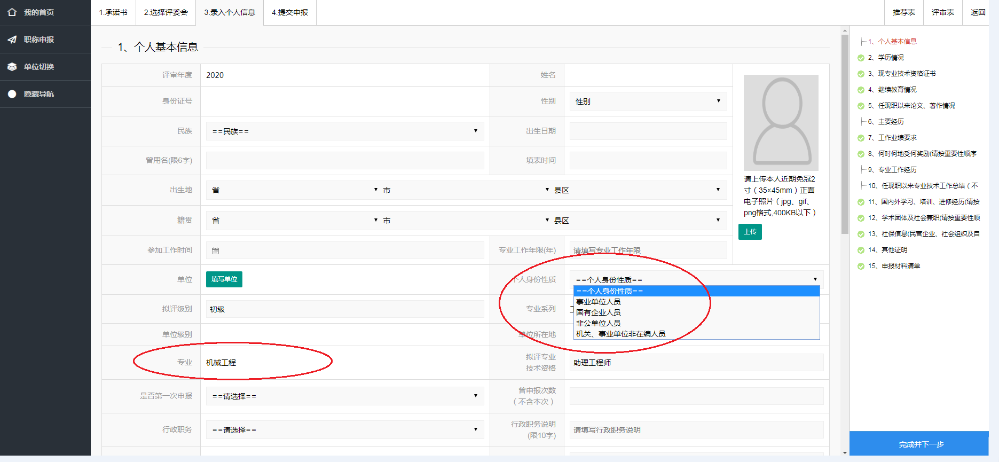 我的首页
职称申报
单位切换
隐藏导航
1.承诺书 2.选择评委会 3.录入个人信息 4.提交申报
推荐表 评审表 返回
1、个人基本信息
评审年度 2020 姓名
身份证号 性别 性别
民族 ==民族== 出生日期
曾用名(限6字) 填表时间
出生地 省 市 县区
籍贯 省 市 县区
参加工作时间 专业工作年限(年) 请填写专业工作年限
请上传本人近期免冠2
寸（35×45mm）正面
电子照片（jpg、gif、
png格式,400KB以下）
上传
单位 填写单位 个人身份性质 ==个人身份性质==
==个人身份性质==
事业单位人员
国有企业人员
非公单位人员
机关、事业单位非在编人员
拟评级别 初级 专业系列
单位级别 单位所在地
专业 机械工程 拟评专业
技术资格 助理工程师
是否第一次申报 ==请选择== 曾申报次数
（不含本次）
行政职务 ==请选择== 行政职务说明
(限10字) 请填写行政职务说明
1、个人基本信息
2、学历情况
3、现专业技术资格证书
4、继续教育情况
5、任现职以来论文、著作情况
6、主要经历
7、工作业绩要求
8、何时何地受何奖励(请按重要性顺序
9、专业工作经历
10、任现职以来专业技术工作总结（不
11、国内外学习、培训、进修经历(请按
12、学术团体及社会兼职(请按重要性顺
13、社保信息(民营企业、社会组织及自
14、其他证明
15、申报材料清单
完成并下一步